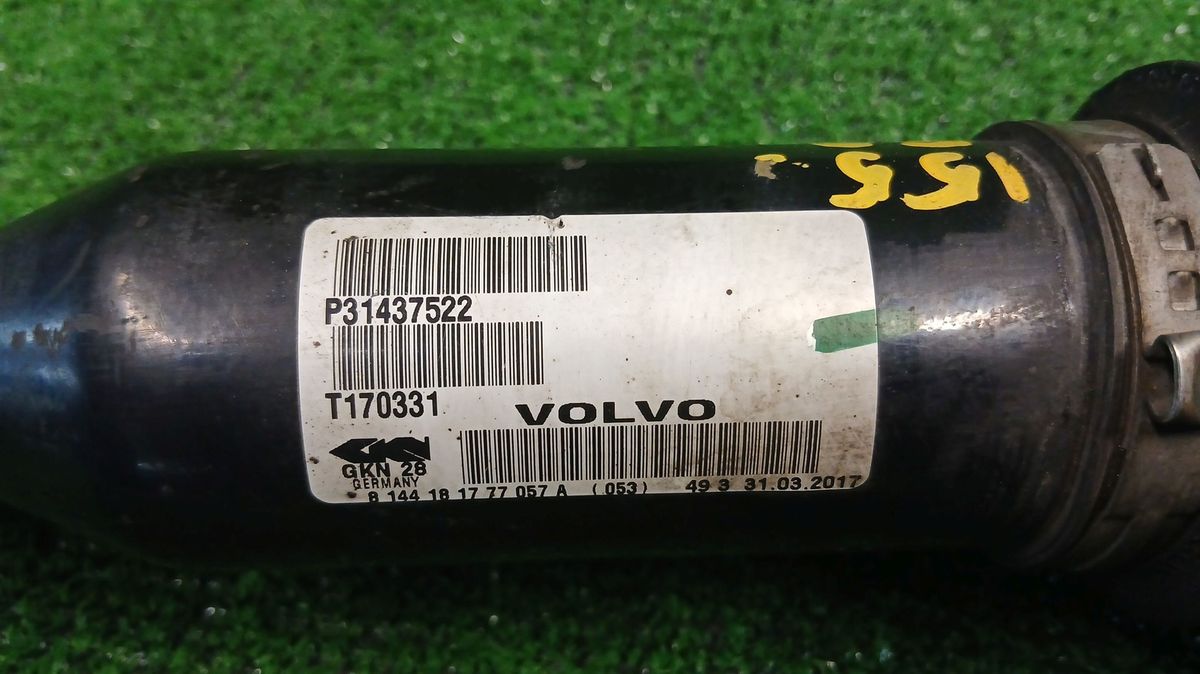 155
P31437522
T170331
VOLVO
GKN 28
GERMANY
8 144 18 17 77 057 A (053) 49 3 31.03.2017